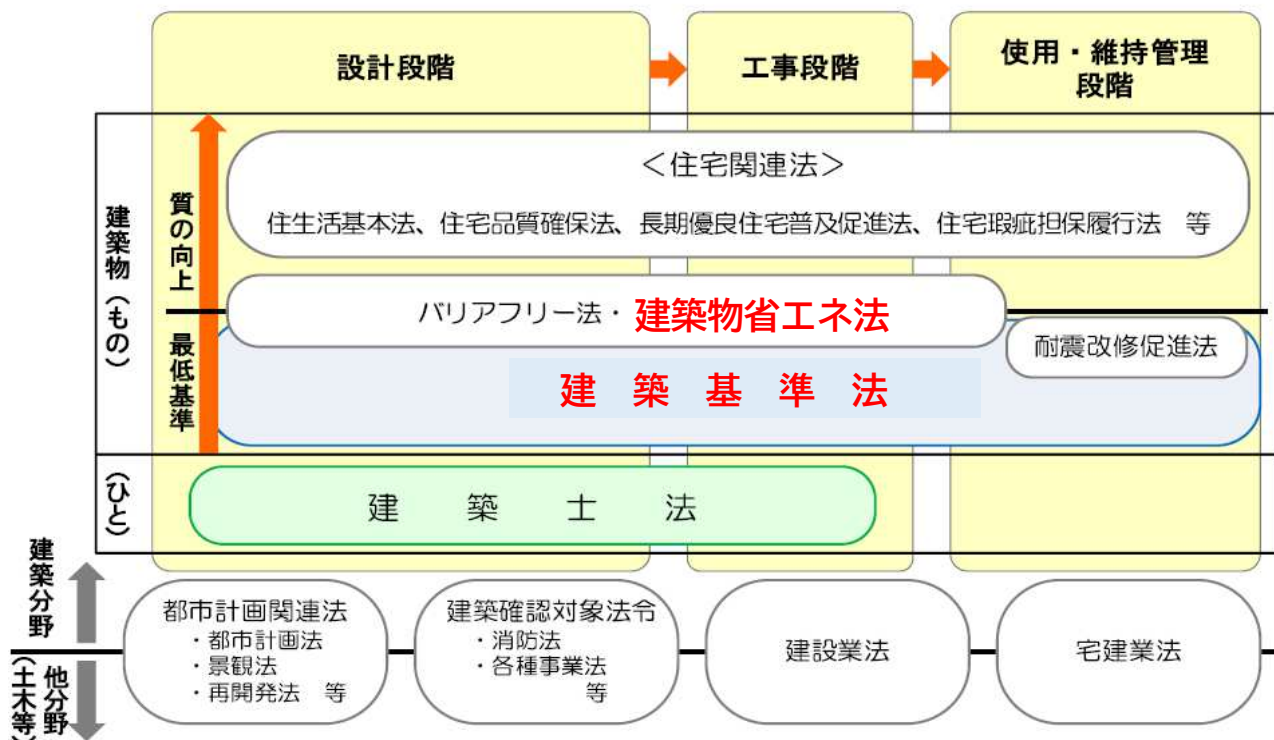 設計段階
工事段階
使用・維持管理
段階
建築物(もの)
質の向上
最低基準
＜住宅関連法＞
住生活基本法、住宅品質確保法、長期優良住宅普及促進法、住宅瑕疵担保履行法　等
バリアフリー法・建築物省エネ法
耐震改修促進法
建　築　基　準　法
(ひと)
建　築　士　法
建築分野
他分野
(土木等)
都市計画関連法
・都市計画法
・景観法
・再開発法　等
建築確認対象法令
・消防法
・各種事業法
等
建設業法
宅建業法